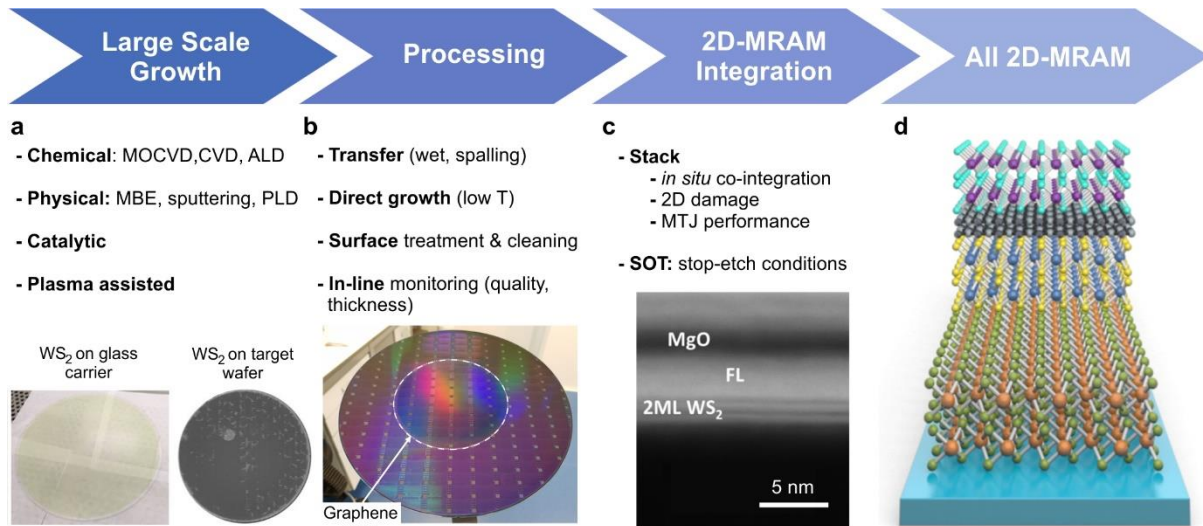 Large Scale
Growth
Processing
2D-MRAM
Integration
All 2D-MRAM
a
- Chemical: MOCVD,CVD, ALD
- Physical: MBE, sputtering, PLD
- Catalytic
- Plasma assisted
WS2 on glass
carrier
WS2 on target
wafer
b
- Transfer (wet, spalling)
- Direct growth (low T)
- Surface treatment & cleaning
- In-line monitoring (quality,
thickness)
Graphene
c
- Stack
- in situ co-integration
- 2D damage
- MTJ performance
- SOT: stop-etch conditions
MgO
FL
2ML WS2
5 nm
d